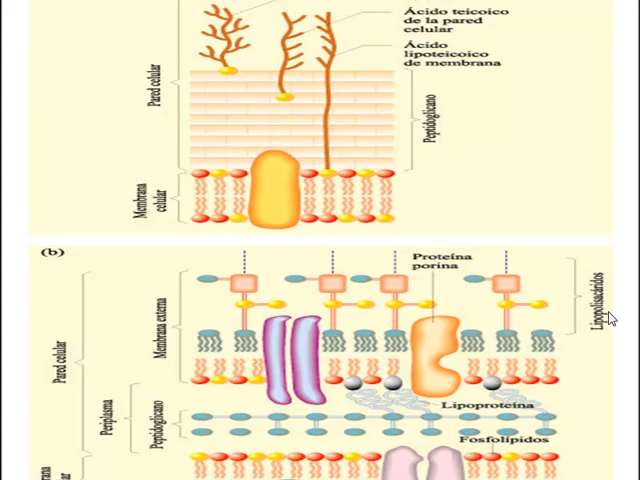 Ácido teicoico
de la pared
celular
Ácido
lipoteicoico
de membrana
Pared celular
Peptidoglicano
Membrana
celular
(b)
Proteína
porina
Lipopolisacáridos
Membrana externa
Pared celular
Periplasma
Peptidoglicano
Lipoproteína
Fosfolípidos